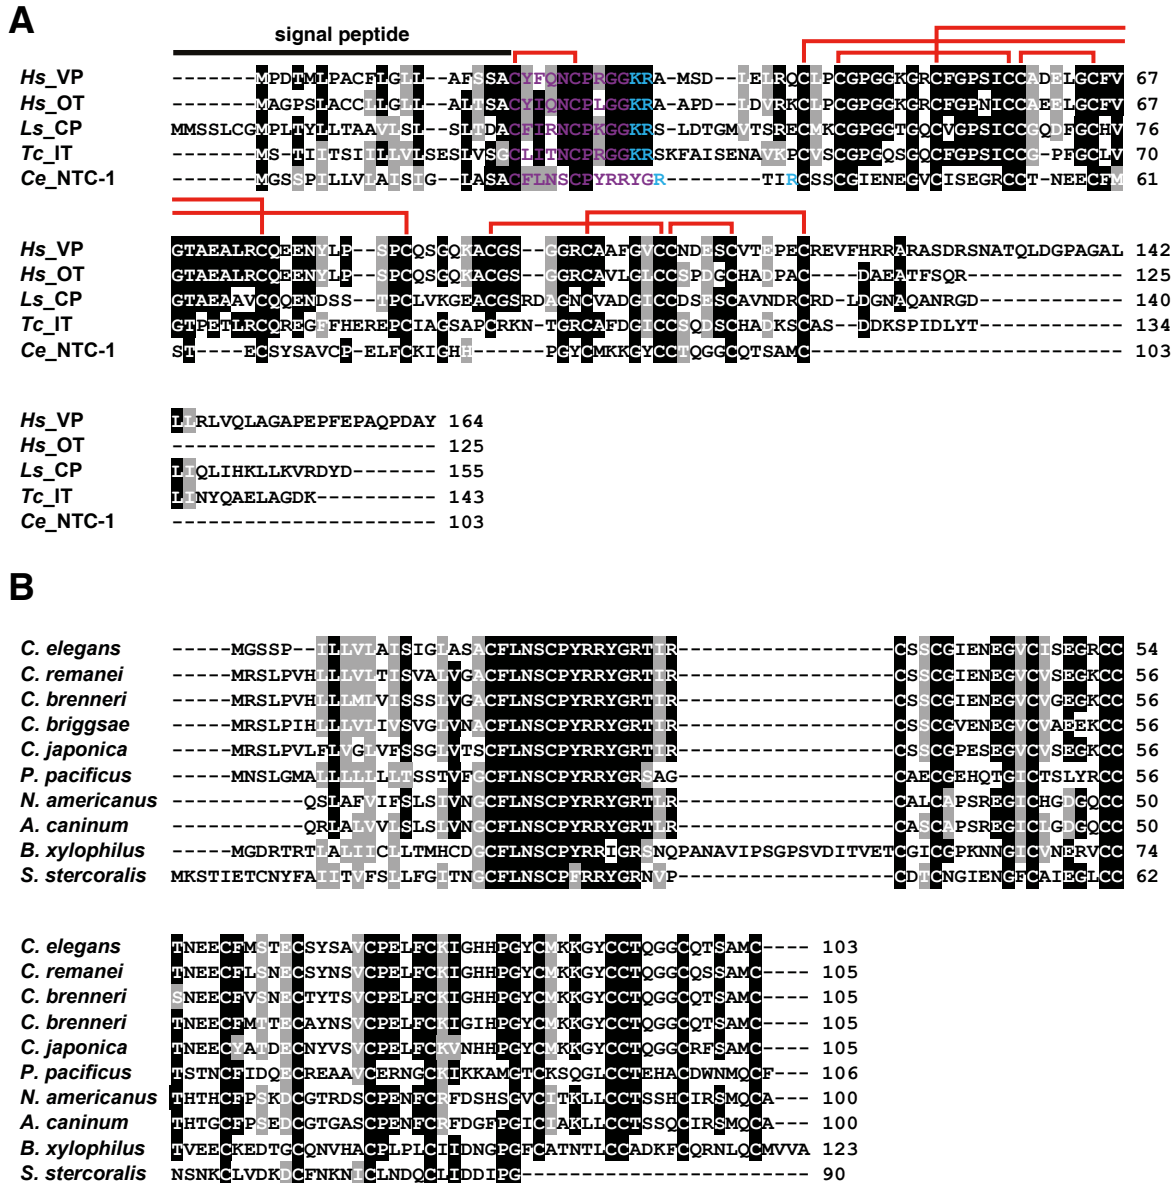 A
signal peptide
Hs_VP -------MPDTMLPACFLGLL--AFSSACYFQNCPRGGKRA-MSD--LELRQCLPCGPGGKGRCFGPSICCADELGCFV 67
Hs_OT -------MAGPSLACCLLGLL--ALTSACYIQNCPLGGKRA-APD--LDVRKCLPCGPGGKGRCFGPNICCAEELGCFV 67
Ls_CP MMSSLCGMPLTYLLTAAVLSL--SLTDACFIRNCPKGGKRS-LDTGMVTSRECMKCGPGGTGQCVGPSICCGQDFGCHV 76
Tc_IT -------MS-TIITSIILLVLSESLVSGCLITNCPRGGKRSKFAISENAVKPCVSCGPGQSGQCFGPSICCG-PFGCLV 70
Ce_NTC-1 -------MGSSPILLVLAISIG--LASACFLNSCPYRRYGR----------TIRCSSCGIENEGVCISEGRCCT-NEECFM 61
Hs_VP GTAEALRCQEENYLP--SPCQSGQKACGS--GGRCAAFGVCCNDESCVTEPECREVFHRRARASDRSNATQLDGPAGAL 142
Hs_OT GTAEALRCQEENYLP--SPCQSGQKACGS--GGRCAVLGLCCSPDGCHADPAC----DAEATFSQR------------- 125
Ls_CP GTAEAAVCQQENDSS--TPCLVKGEACGSRDAGNCVADGICCDSESCAVNDRCRD-LDGNAQANRGD------------ 140
Tc_IT GTPETLRCQREGFFHEREPCIAGSAPCRKN-TGRCAFDGICCSQDSCHADKSCAS--DDKSPIDLYT------------ 134
Ce_NTC-1 ST----ECSYSAVCP-ELFCKIGHH------PGYCMKKGYCCTQGGCQTSAMC-------------------------- 103
Hs_VP LLRLVQLAGAPEPFEPAQPDAY 164
Hs_OT ---------------------- 125
Ls_CP LIQLIHKLLKVRDYD------- 155
Tc_IT LINYQAELAGDK---------- 143
Ce_NTC-1 ---------------------- 103
B
C. elegans -----MGSSP--ILLVLAISIGLASACFLNSCPYRRYGRTIR------------------CSSCGIENEGVCISEGRCC 54
C. remanei -----MRSLPVHLLLVLTISVALVGACFLNSCPYRRYGRTIR------------------CSSCGIENEGVCVSEGKCC 56
C. brenneri -----MRSLPVHLLLMLVISSSLVGACFLNSCPYRRYGRTIR------------------CSSCGIENEGVCVGEGKCC 56
C. briggsae -----MRSLPIHLLLVLIVSVGLVNACFLNSCPYRRYGRTIR------------------CSSCGVENEGVCVAEEKCC 56
C. japonica -----MRSLPVLFLVGLVFSSGLVTSCFLNSCPYRRYGRTIR------------------CSSCGPESEGVCVSEGKCC 56
P. pacificus -----MNSLGMALLLLLLLTSSTVFGCFLNSCPYRRYGRSAG------------------CAECGEHQTGICTSLYRCC 56
N. americanus -----------QSLAFVIFSLSIVNGCFLNSCPYRRYGRTLR------------------CALCAPSREGICHGDGQCC 50
A. caninum -----------QRLALVVLSLSLVNGCFLNSCPYRRYGRTLR------------------CASCAPSREGICLGDGQCC 50
B. xylophilus -----MGDRTRTLALIICLLTMHCDGCFLNSCPYRRIGRSNQPANAVIPSGPSVDITVETCGICGPKNNGICVNERVCC 74
S. stercoralis MKSTIETCNYFAIITVFSLLFGITNGCFLNSCPFRRYGRNVP------------------CDTCNGIENGFCAIEGLCC 62
C. elegans TNEECFMSTECSYSAVCPELFCKIGHHPGYCMKKGYCCTQGGCQTSAMC---- 103
C. remanei TNEECFLSNECSYNSVCPELFCKIGHHPGYCMKKGYCCTQGGCQSSAMC---- 105
C. brenneri SNEECFVSNECTYTSVCPELFCKIGHHPGYCMKKGYCCTQGGCQTSAMC---- 105
C. brenneri TNEECFMTTECAYNSVCPELFCKIGIHPGYCMKKGYCCTQGGCQTSAMC---- 105
C. japonica TNEECYATDECNYVSVCPELFCKVNHHPGYCMKKGYCCTQGGCRFSAMC---- 105
P. pacificus TSTNCFIDQECREAAVCERNGCKIKKAMGTCKSQGLCCTEHACDWNMQCF--- 106
N. americanus THTHCFPSKDCGTRDSCPENFCRFDSHSGVCITKLLCCTSSHCIRSMQCA--- 100
A. caninum THTGCFPSEDCGTGASCPENFCRFDGFPGICIAKLLCCTSSQCIRSMQCA--- 100
B. xylophilus TVEECKEDTGCQNVHACPLPLCIIDNGPGFCATNTLCCADKFCQRNLQCMVVA 123
S. stercoralis NSNKCLVDKDCFNKNICLNDQCLIDDIPG------------------------ 90